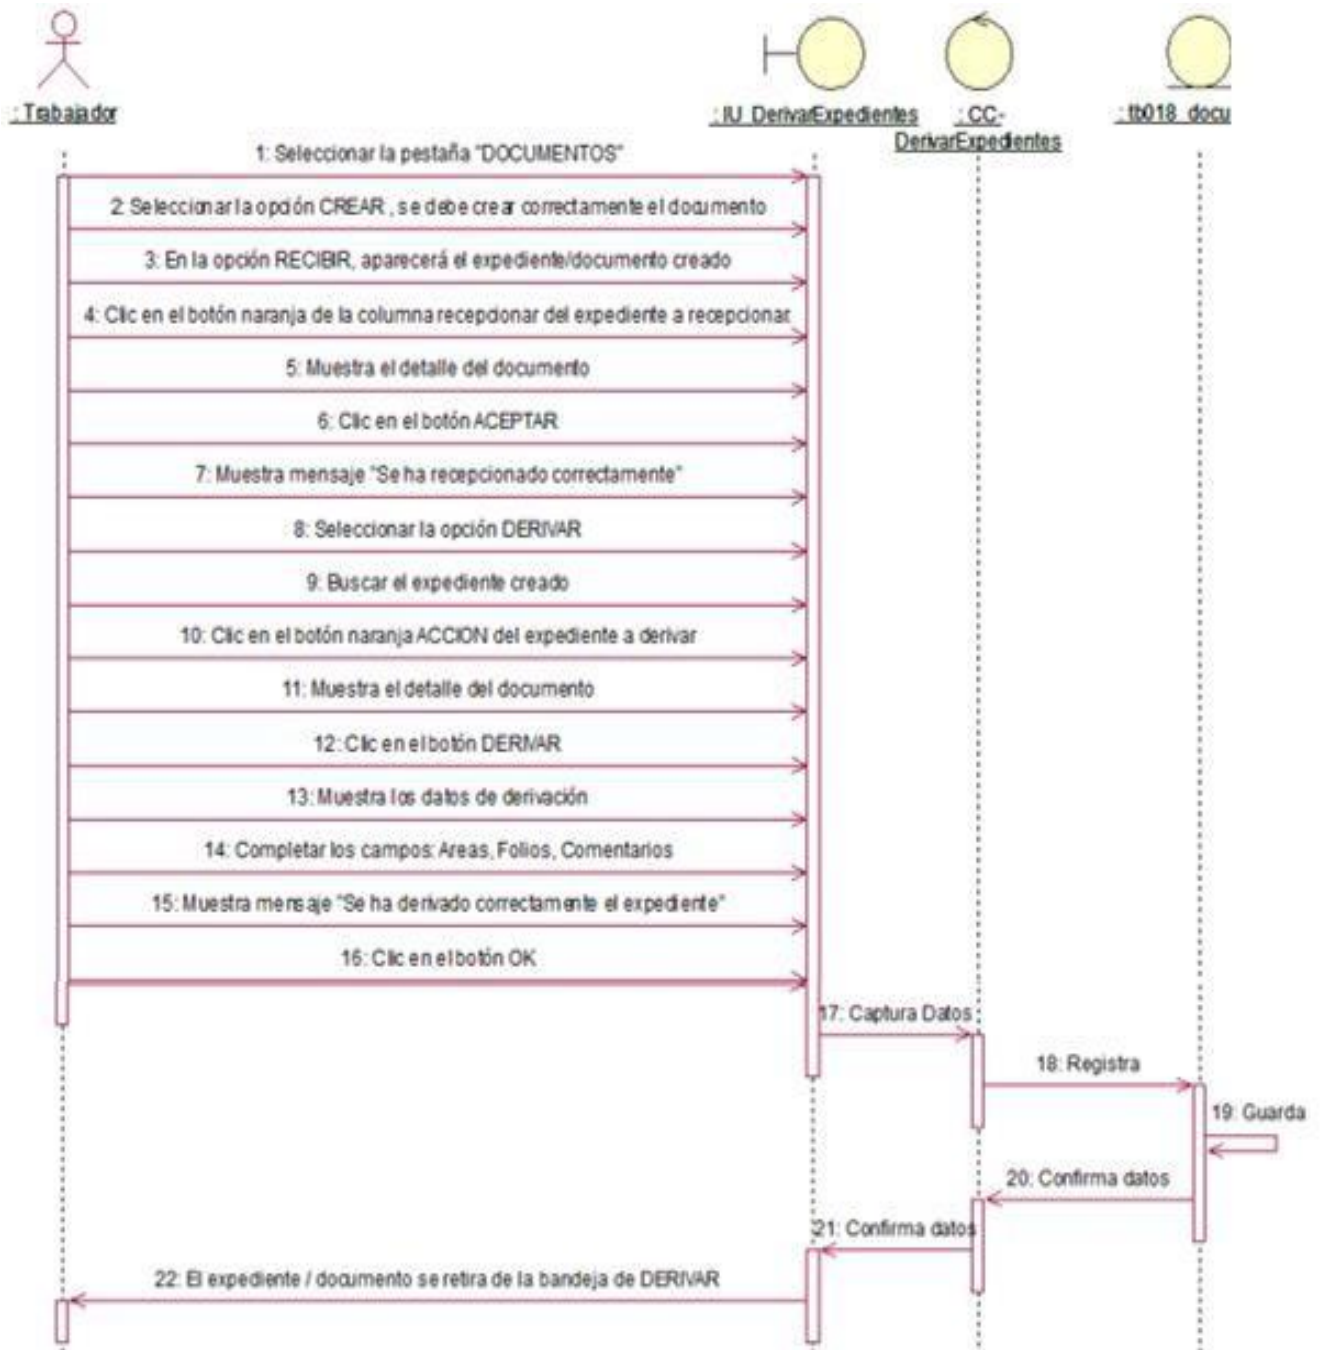 : Trabajador
: IU_DerivarExpedientes
: CC-
DerivarExpedientes
: tb018_docu
1: Seleccionar la pestaña "DOCUMENTOS"
2: Seleccionar la opción CREAR , se debe crear correctamente el documento
3: En la opción RECIBIR, aparecerá el expediente/documento creado
4: Clic en el botón naranja de la columna recepcionar del expediente a recepcionar
5: Muestra el detalle del documento
6: Clic en el botón ACEPTAR
7: Muestra mensaje "Se ha recepcionado correctamente"
8: Seleccionar la opción DERIVAR
9: Buscar el expediente creado
10: Clic en el botón naranja ACCION del expediente a derivar
11: Muestra el detalle del documento
12: Clic en el botón DERIVAR
13: Muestra los datos de derivación
14: Completar los campos: Areas, Folios, Comentarios
15: Muestra mensaje "Se ha derivado correctamente el expediente"
16: Clic en el botón OK
17: Captura Datos
18: Registra
19: Guarda
20: Confirma datos
21: Confirma datos
22: El expediente / documento se retira de la bandeja de DERIVAR